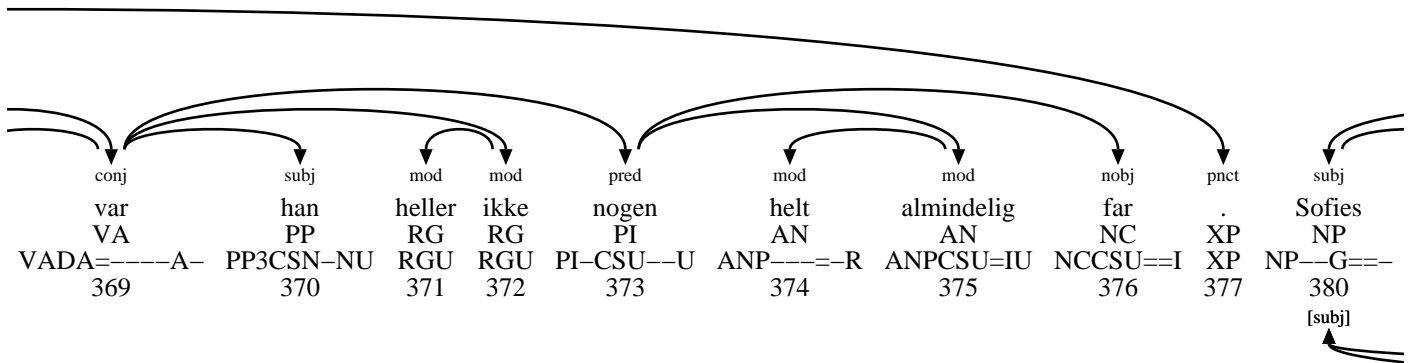 conj subj mod mod pred mod mod nobj pnct subj
var han heller ikke nogen helt almindelig far . Sofies
VA PP RG RG PI AN AN NC XP NP
VADA=----A- PP3CSN-NU RGU RGU PI-CSU--U ANP---=-R ANPCSU=IU NCCSU==I XP NP--G==-
369 370 371 372 373 374 375 376 377 380
[subj]